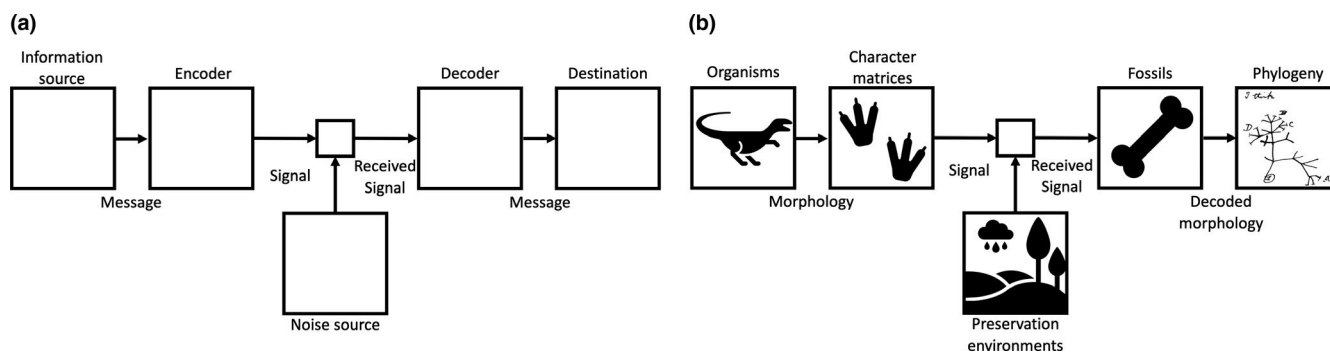 (a)
Information
source
Encoder
Decoder
Destination
Signal
Received
Signal
Message
Message
Noise source
(b)
Organisms
Character
matrices
Fossils
Phylogeny
I think
Signal
Received
Signal
Morphology
Decoded
morphology
Preservation
environments